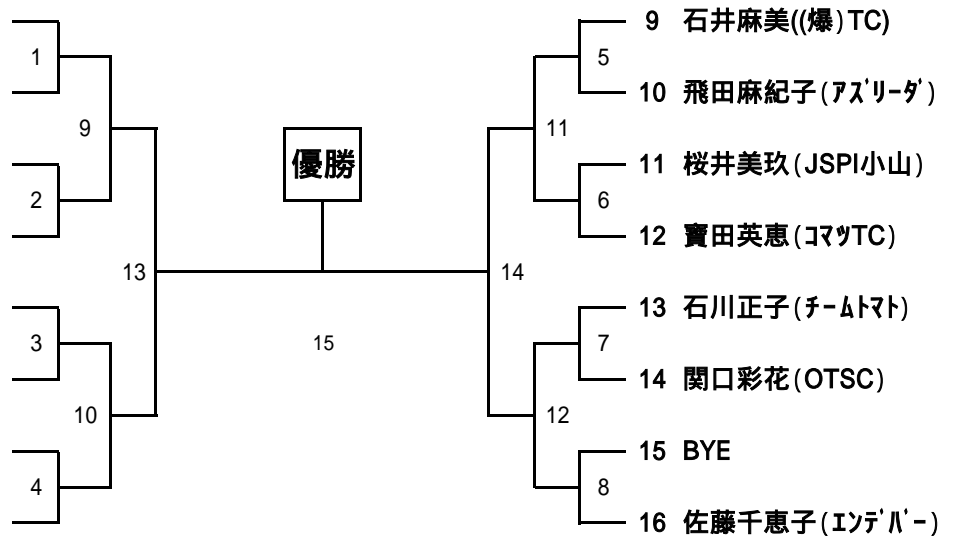 1
9
2
13
3
10
4
優勝
15
5
11
6
14
7
12
8
9 石井麻美((爆)TC)
10 飛田麻紀子(ｱｽﾞﾘｰﾀﾞ)
11 桜井美玖(JSPI小山)
12 寶田英恵(ｺﾏﾂTC)
13 石川正子(ﾁｰﾑﾄﾏﾄ)
14 関口彩花(OTSC)
15 BYE
16 佐藤千恵子(ｴﾝﾃﾞﾊﾞｰ)